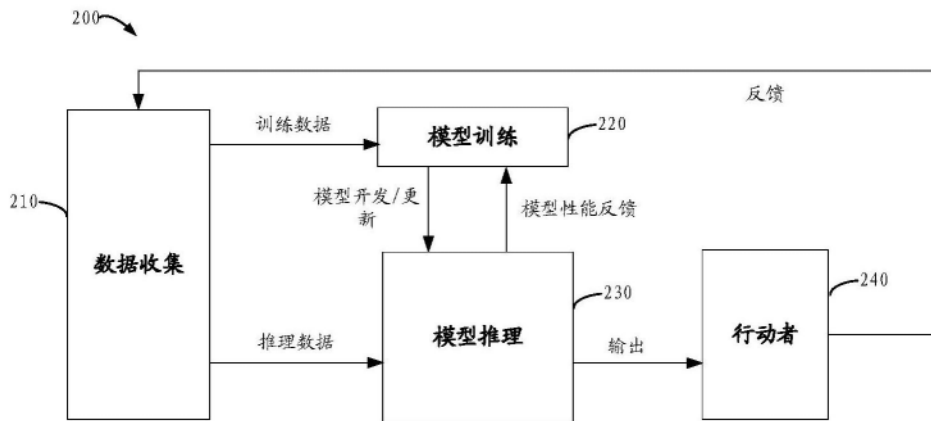 200
反馈
训练数据
模型训练
220
模型开发/更
新
模型性能反馈
210
数据收集
230
240
推理数据
模型推理
输出
行动者